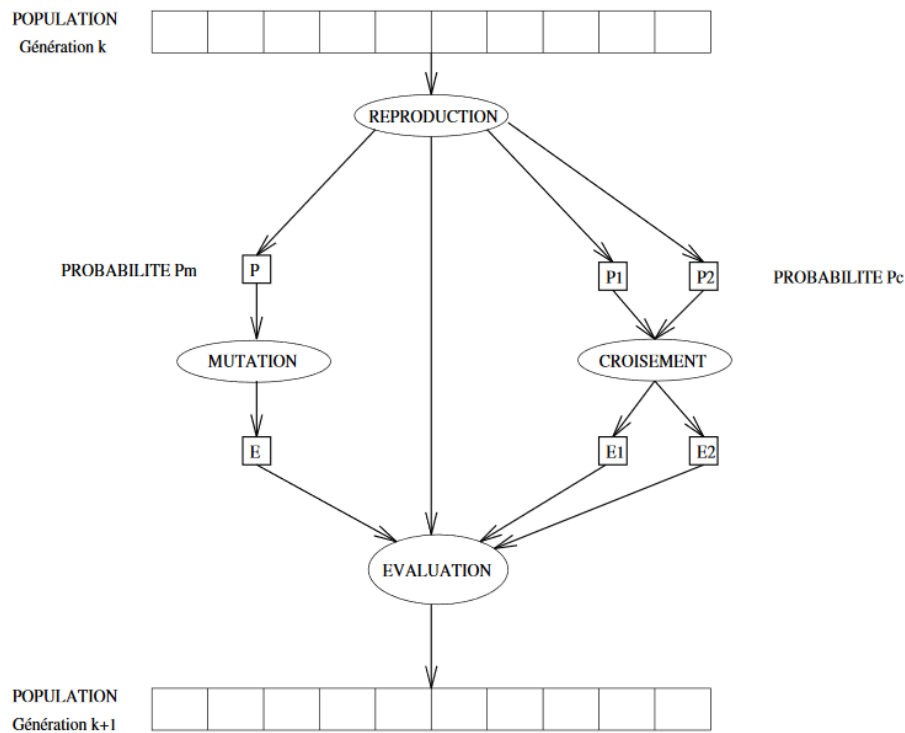 POPULATION
Génération k
REPRODUCTION
PROBABILITE Pm
P
P1
P2
PROBABILITE Pc
MUTATION
CROISEMENT
E
E1
E2
EVALUATION
POPULATION
Génération k+1